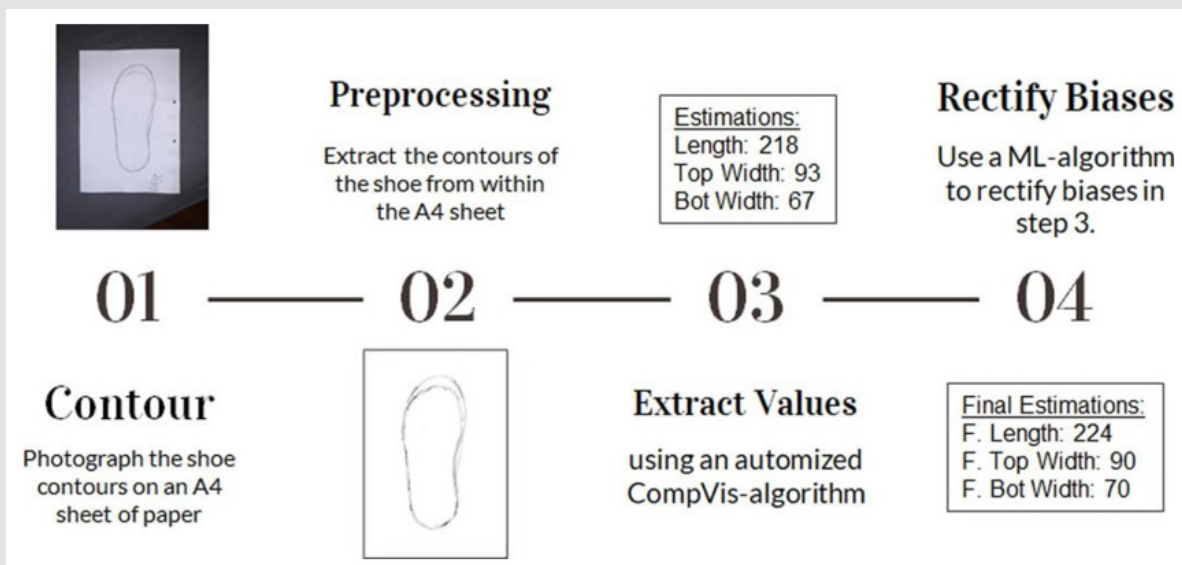 01
Contour
Photograph the shoe
contours on an A4
sheet of paper
Preprocessing
Extract the contours of
the shoe from within
the A4 sheet
02
Estimations:
Length: 218
Top Width: 93
Bot Width: 67
03
Extract Values
using an automized
CompVis-algorithm
Rectify Biases
Use a ML-algorithm
to rectify biases in
step 3.
04
Final Estimations:
F. Length: 224
F. Top Width: 90
F. Bot Width: 70